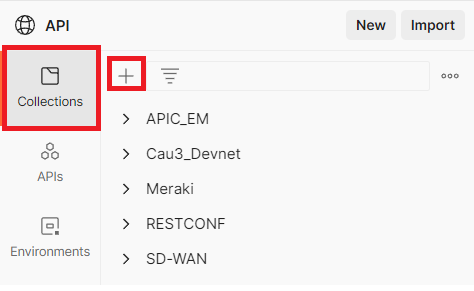 API
New
Import
Collections
APIs
Environments
APIC_EM
Cau3_Devnet
Meraki
RESTCONF
SD-WAN